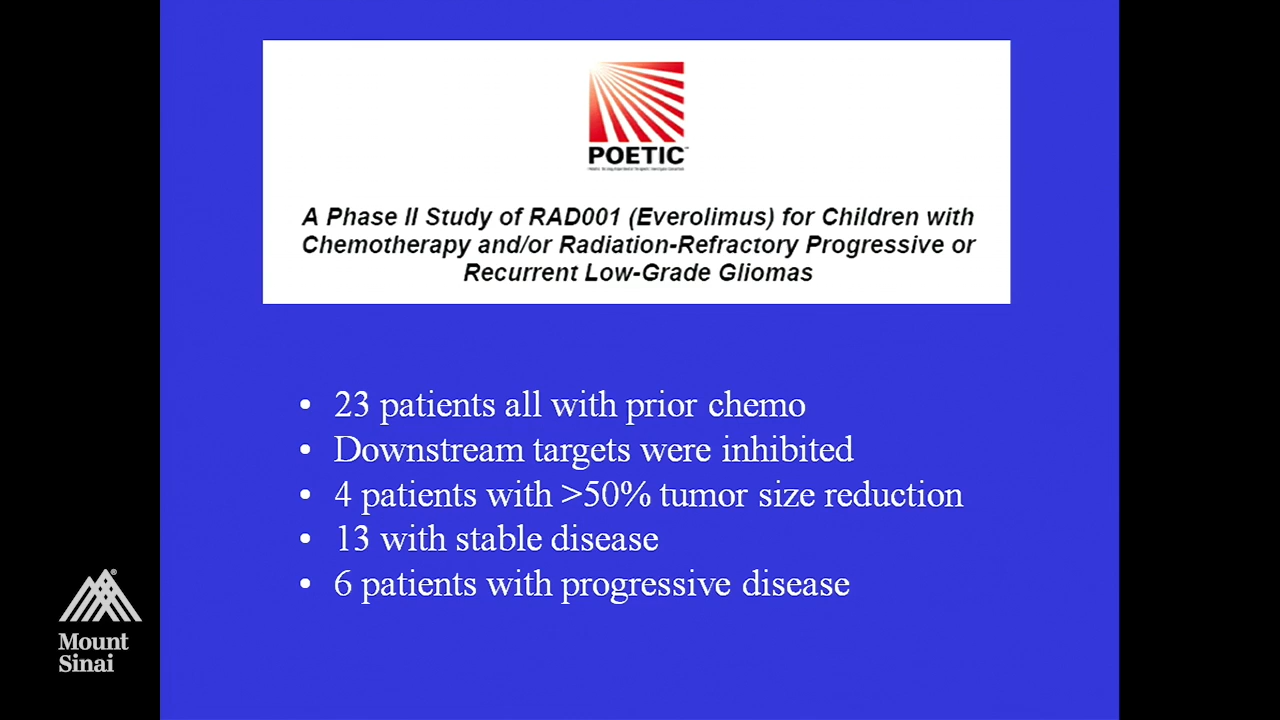 POETIC™
A Phase II Study of RAD001 (Everolimus) for Children with
Chemotherapy and/or Radiation-Refractory Progressive or
Recurrent Low-Grade Gliomas
• 23 patients all with prior chemo
• Downstream targets were inhibited
• 4 patients with >50% tumor size reduction
• 13 with stable disease
• 6 patients with progressive disease
®
Mount
Sinai